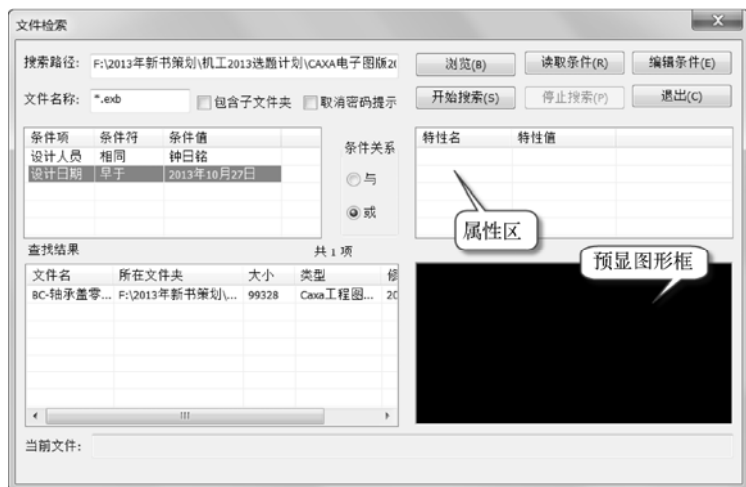 文件检索
搜索路径: F:\2013年新书策划\机工2013选题计划\CAXA电子图版2( 浏览(B) 读取条件(R) 编辑条件(E)
文件名称: *.exb 包含子文件夹 取消密码提示 开始搜索(S) 停止搜索(P) 退出(C)
条件项 条件符 条件值 条件关系 特性名 特性值
设计人员 相同 钟日铭
设计日期 早于 2013年10月27日 与
或
属性区
查找结果 共 1 项
预显图形框
文件名 所在文件夹 大小 类型
BC-轴承盖零... F:\2013年新书策划\... 99328 Caxa工程图... 20
当前文件: